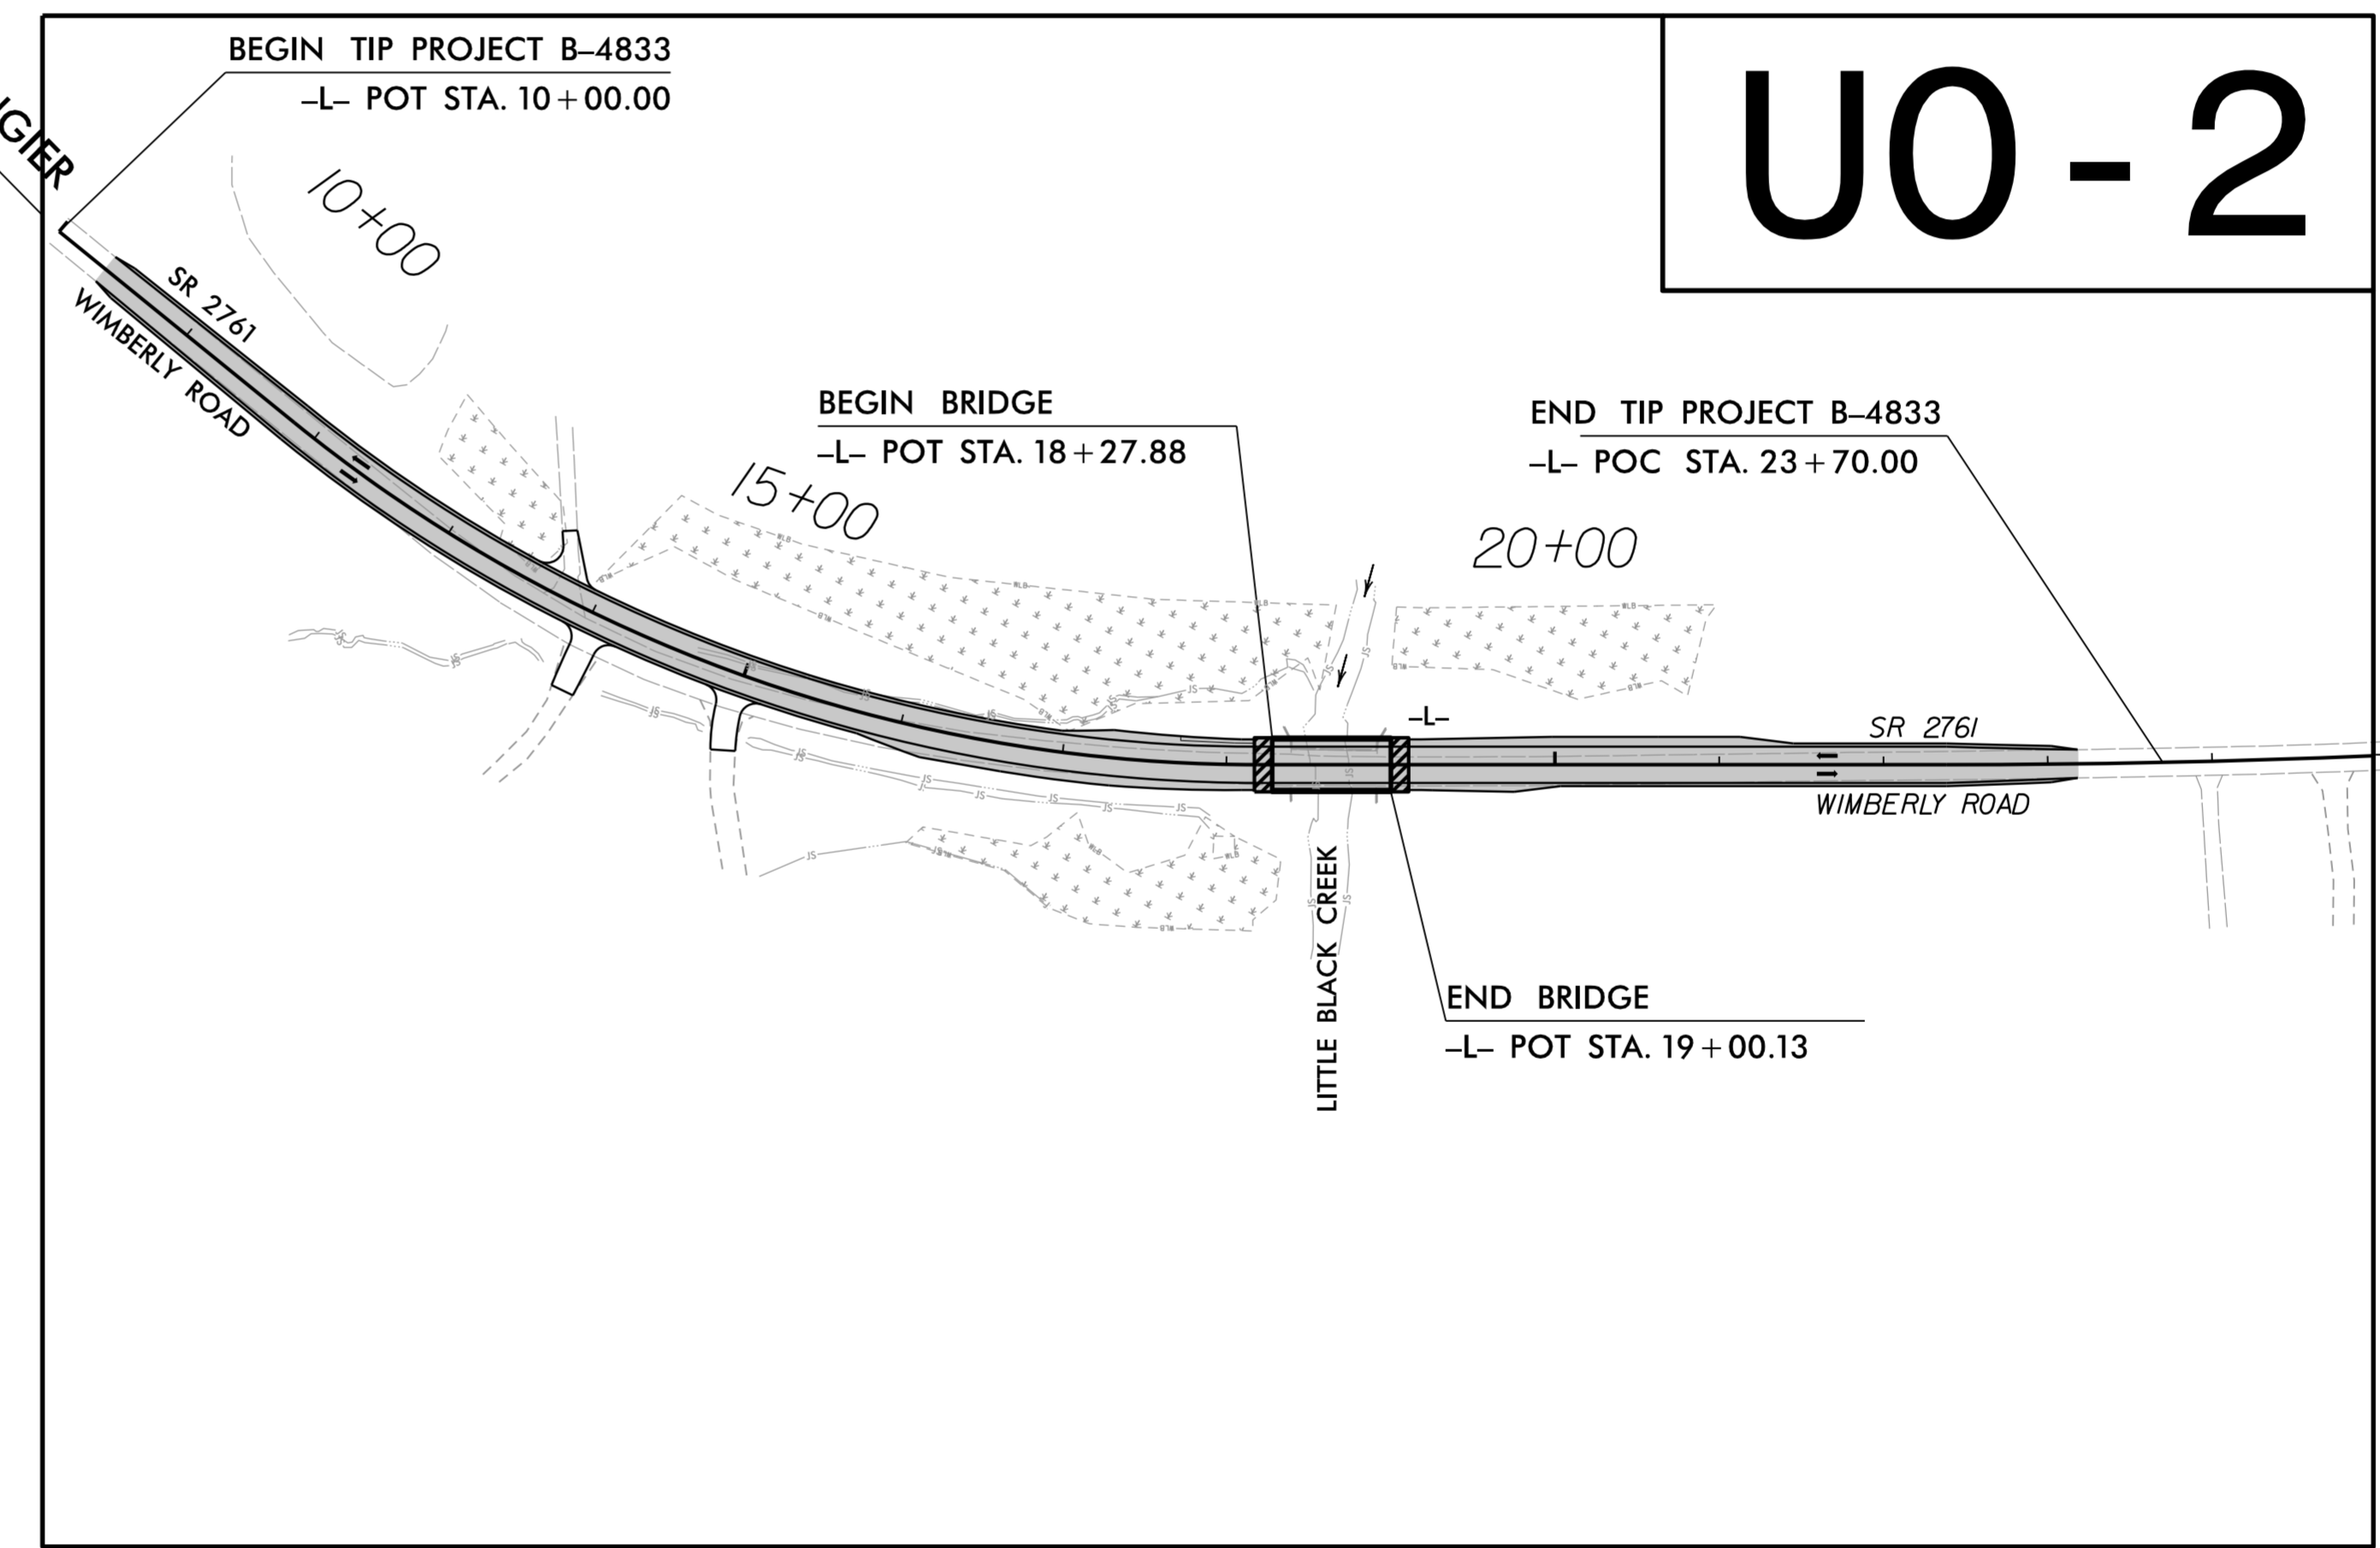 BEGIN TIP PROJECT B–4833
–L– POT STA. 10+00.00
UO-2
GIER
10+00
SR 2761
WIMBERLY ROAD
BEGIN BRIDGE
–L– POT STA. 18+27.88
END TIP PROJECT B–4833
–L– POC STA. 23+70.00
15+00
20+00
–L–
SR 2761
WIMBERLY ROAD
LITTLE BLACK CREEK
END BRIDGE
–L– POT STA. 19+00.13